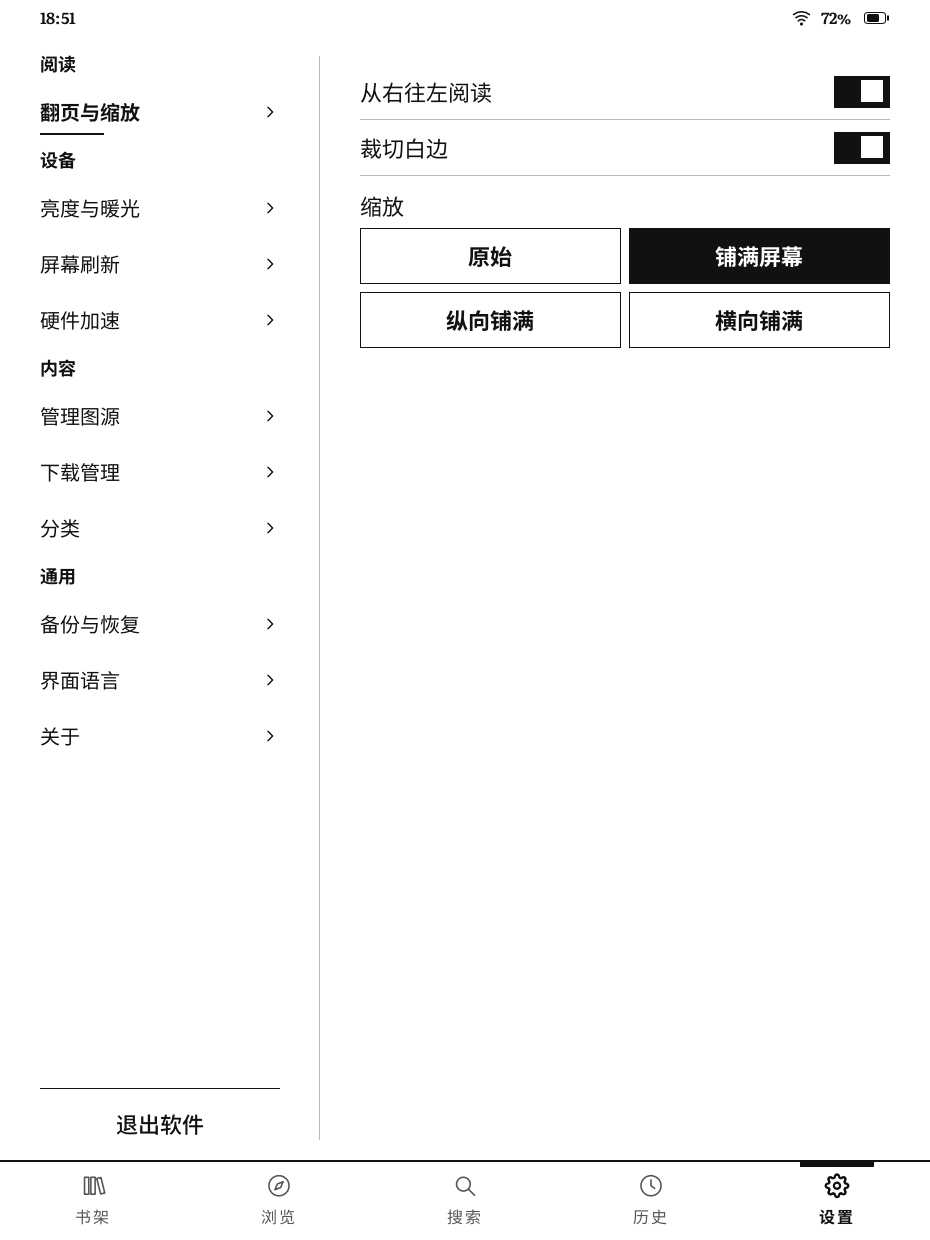 18:51
72%
阅读
翻页与缩放
设备
亮度与暖光
屏幕刷新
硬件加速
内容
管理图源
下载管理
分类
通用
备份与恢复
界面语言
关于
退出软件
从右往左阅读
裁切白边
缩放
原始
铺满屏幕
纵向铺满
横向铺满
书架
浏览
搜索
历史
设置